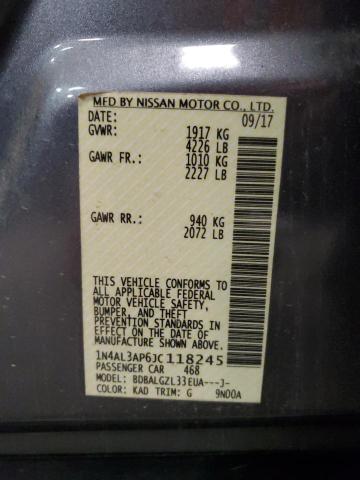 MFD BY NISSAN MOTOR CO., LTD.
DATE: 09/17
GVWR: 1917 KG
4226 LB
GAWR FR.: 1010 KG
2227 LB
GAWR RR.: 940 KG
2072 LB
THIS VEHICLE CONFORMS TO
ALL APPLICABLE FEDERAL
MOTOR VEHICLE SAFETY,
BUMPER, AND THEFT
PREVENTION STANDARDS IN
EFFECT ON THE DATE OF
MANUFACTURE SHOWN ABOVE.
1N4AL3AP6JC118245
PASSENGER CAR 468
MODEL: BDBALGZL33EUA---J-
COLOR: KAD TRIM: G 9N00A